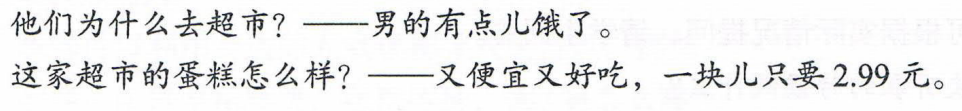 他们为什么去超市？——男的有点儿饿了。
这家超市的蛋糕怎么样？——又便宜又好吃，一块儿只要 2.99 元。